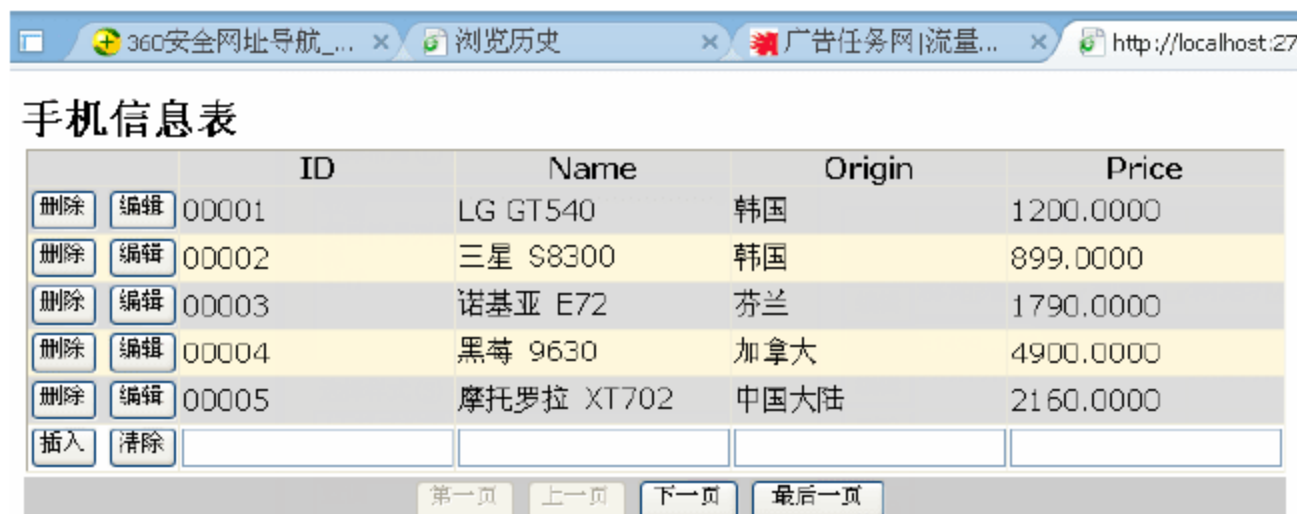 360安全网址导航_... 浏览历史 广告任务网|流量... http://localhost:27
手机信息表
ID Name Origin Price
删除 编辑 00001 LG GT540 韩国 1200.0000
删除 编辑 00002 三星 S8300 韩国 899.0000
删除 编辑 00003 诺基亚 E72 芬兰 1790.0000
删除 编辑 00004 黑莓 9630 加拿大 4900.0000
删除 编辑 00005 摩托罗拉 XT702 中国大陆 2160.0000
插入 清除
第一页 上一页 下一页 最后一页